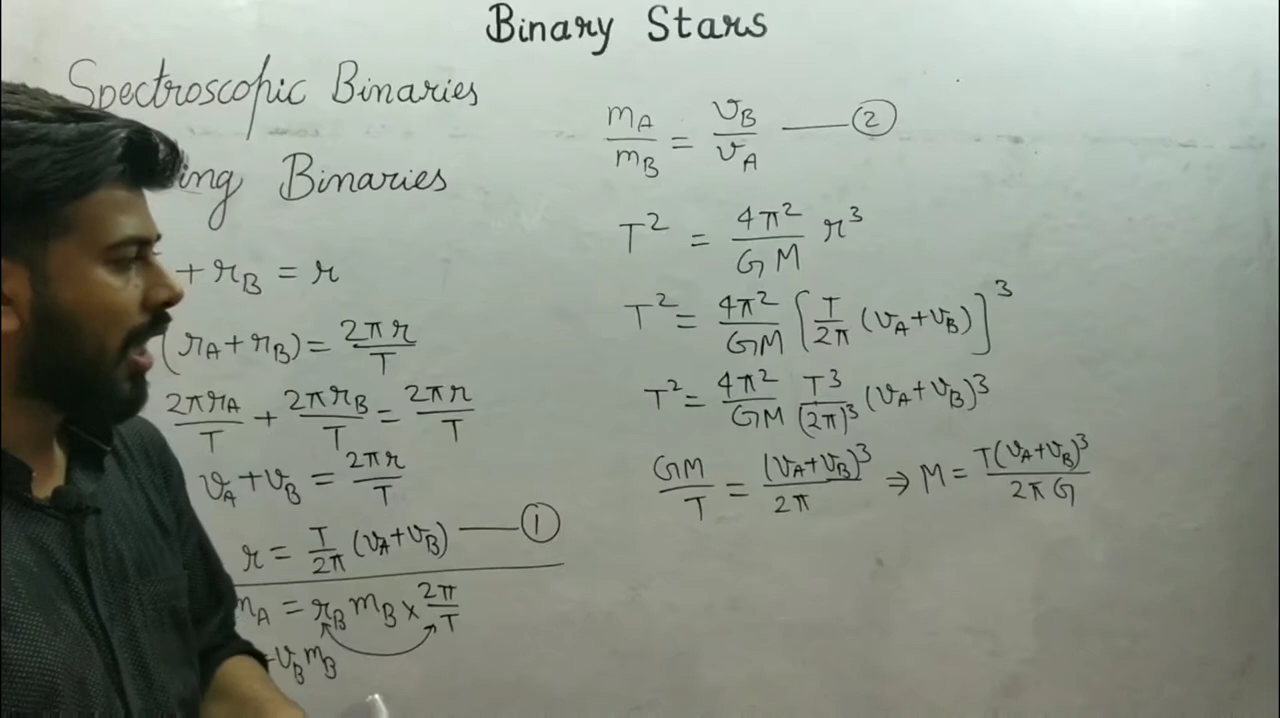 Binary Stars
Spectroscopic Binaries
ing Binaries
+ r_B = r
(r_A + r_B) = 2πr/T
2πr_A/T + 2πr_B/T = 2πr/T
v_A + v_B = 2πr/T
r = T/2π (v_A + v_B) —— ①
m_A = r_B m_B × 2π/T
v_B m_B
m_A/m_B = v_B/v_A —— ②
T² = 4π²/GM r³
T² = 4π²/GM [T/2π (v_A + v_B)]³
T² = 4π²/GM T³/(2π)³ (v_A + v_B)³
GM/T = (v_A + v_B)³/2π ⇒ M = T(v_A + v_B)³/2πG